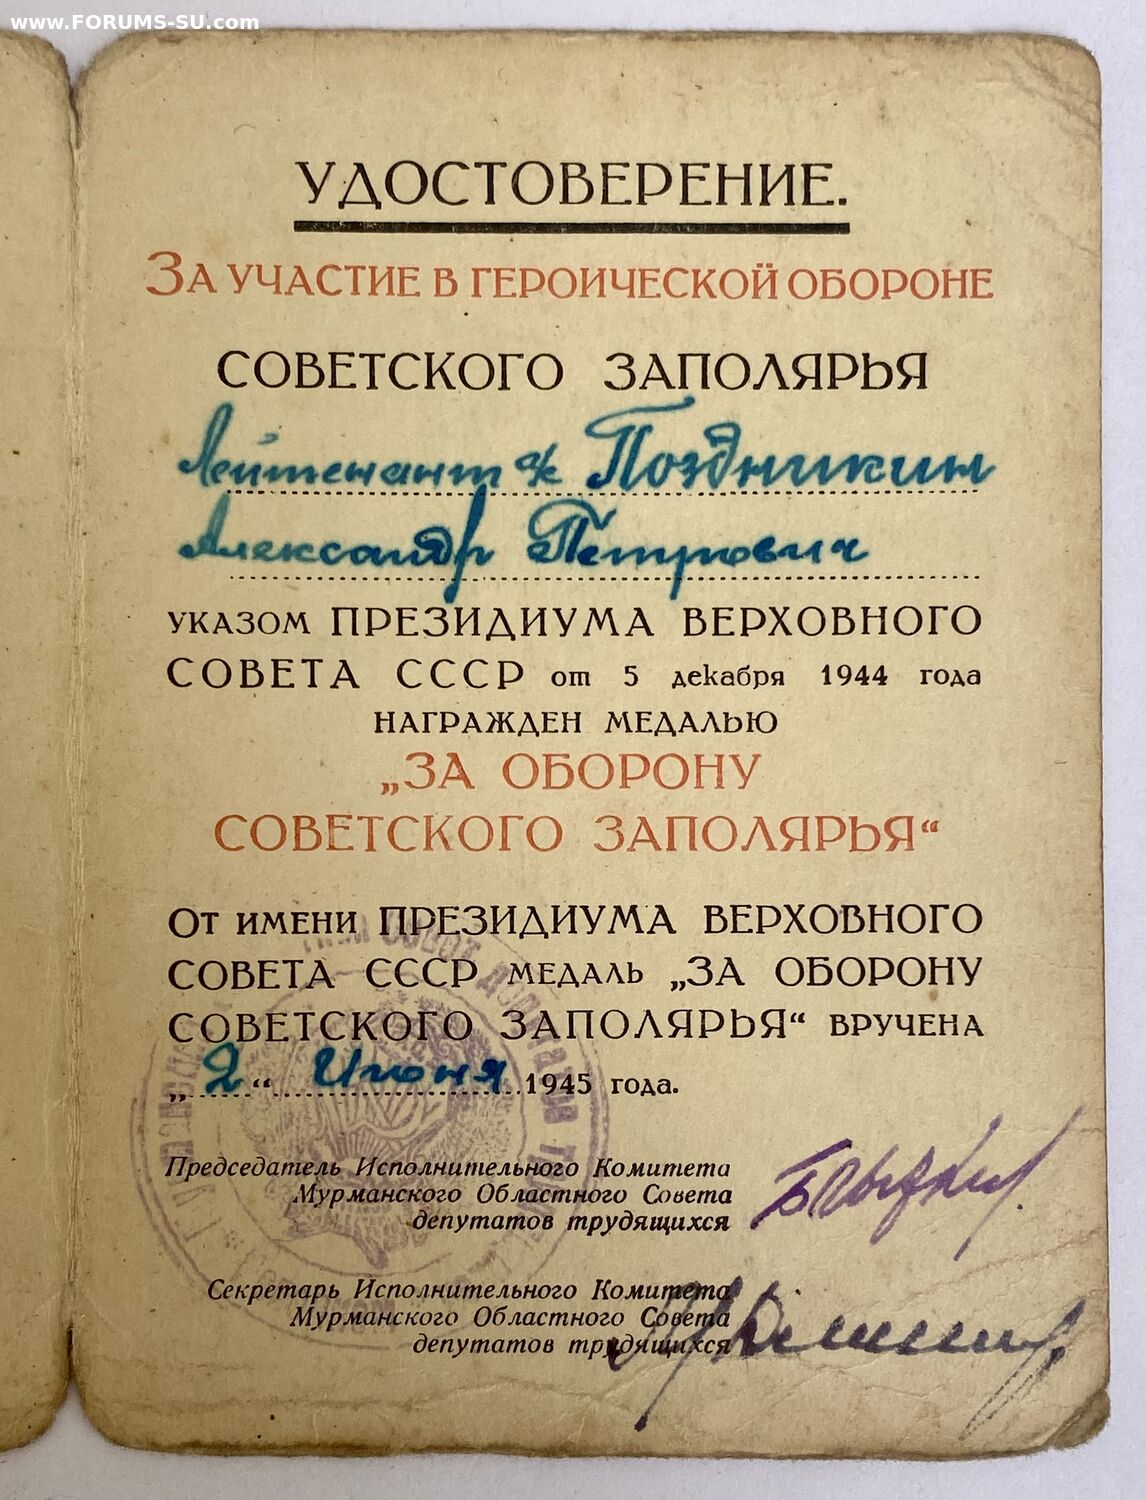 www.FORUMS-SU.com
УДОСТОВЕРЕНИЕ.
ЗА УЧАСТИЕ В ГЕРОИЧЕСКОЙ ОБОРОНЕ
СОВЕТСКОГО ЗАПОЛЯРЬЯ
Лейтенант а/с Поздникин
Александр Петрович
УКАЗОМ ПРЕЗИДИУМА ВЕРХОВНОГО
СОВЕТА СССР от 5 декабря 1944 года
НАГРАЖДЕН МЕДАЛЬЮ
„ЗА ОБОРОНУ
СОВЕТСКОГО ЗАПОЛЯРЬЯ“
ОТ ИМЕНИ ПРЕЗИДИУМА ВЕРХОВНОГО
СОВЕТА СССР МЕДАЛЬ „ЗА ОБОРОНУ
СОВЕТСКОГО ЗАПОЛЯРЬЯ“ ВРУЧЕНА
„2“ Июня 1945 года.
Председатель Исполнительного Комитета
Мурманского Областного Совета
депутатов трудящихся
Секретарь Исполнительного Комитета
Мурманского Областного Совета
депутатов трудящихся